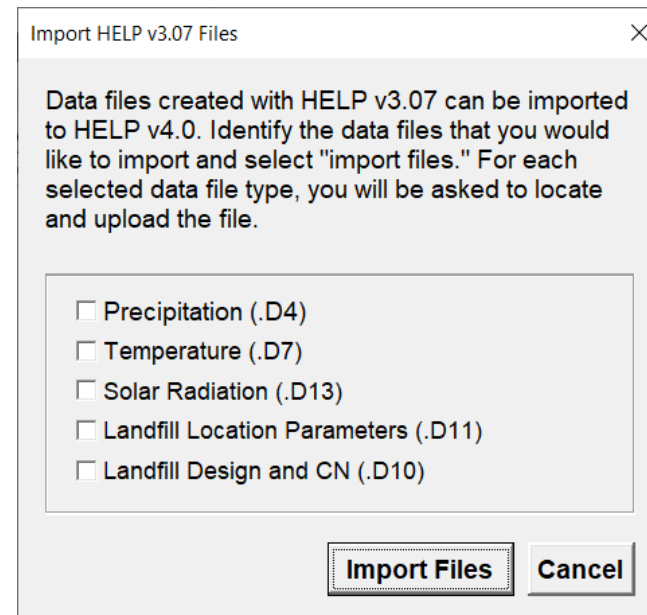 Import HELP v3.07 Files
Data files created with HELP v3.07 can be imported
to HELP v4.0. Identify the data files that you would
like to import and select "import files." For each
selected data file type, you will be asked to locate
and upload the file.
Precipitation (.D4)
Temperature (.D7)
Solar Radiation (.D13)
Landfill Location Parameters (.D11)
Landfill Design and CN (.D10)
Import Files
Cancel